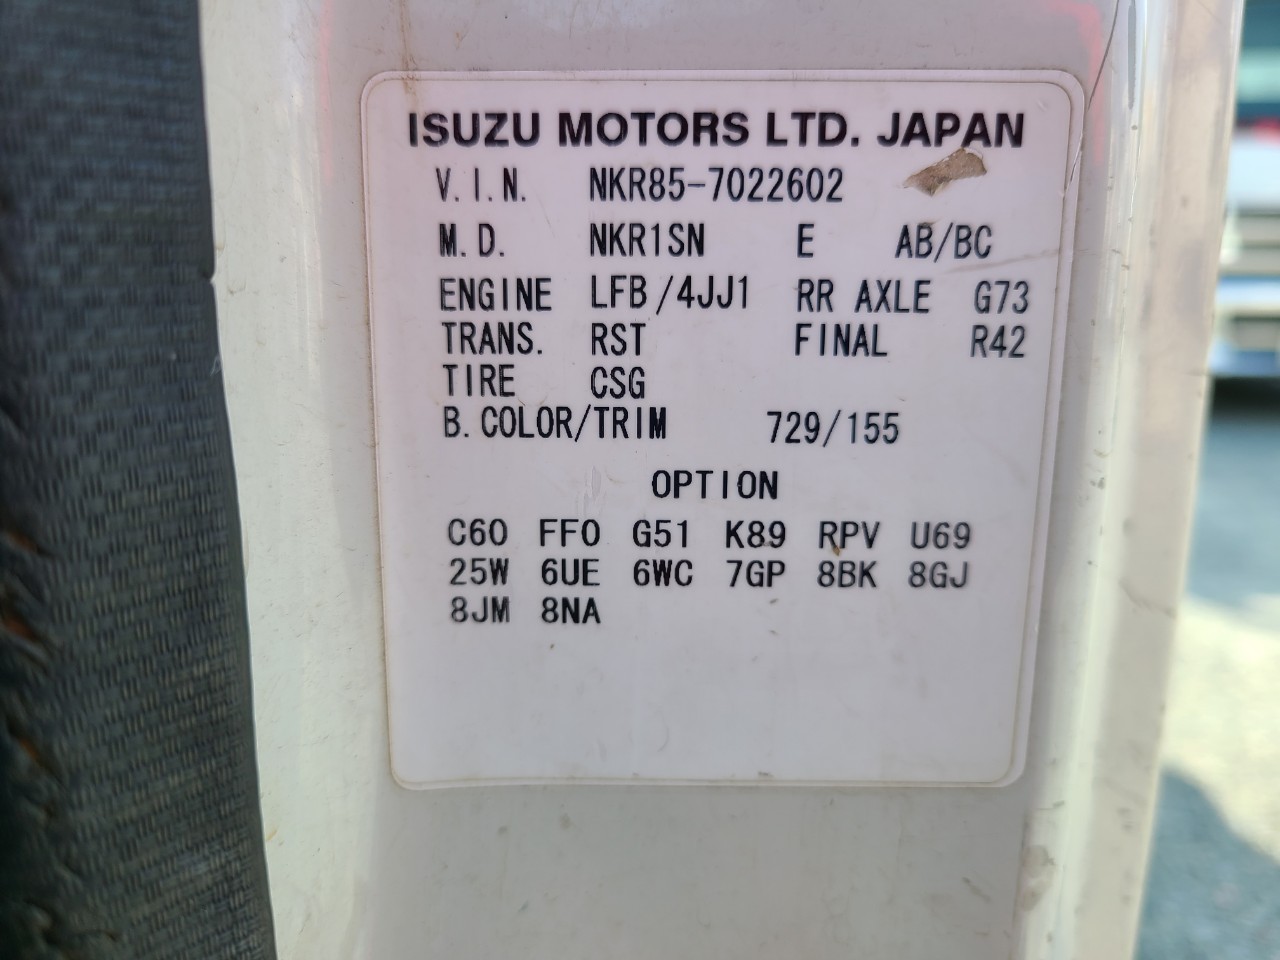 ISUZU MOTORS LTD. JAPAN
V.I.N. NKR85-7022602
M.D. NKR1SN E AB/BC
ENGINE LFB/4JJ1 RR AXLE G73
TRANS. RST FINAL R42
TIRE CSG
B.COLOR/TRIM 729/155
OPTION
C60 FF0 G51 K89 RPV U69
25W 6UE 6WC 7GP 8BK 8GJ
8JM 8NA